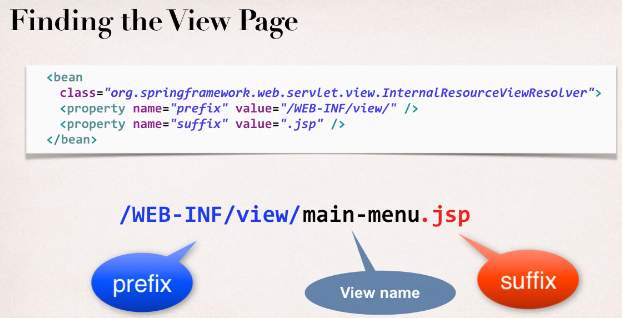 Finding the View Page
<bean
class="org.springframework.web.servlet.view.InternalResourceViewResolver">
<property name="prefix" value="/WEB-INF/view/" />
<property name="suffix" value=".jsp" />
</bean>
/WEB-INF/view/main-menu.jsp
prefix
View name
suffix